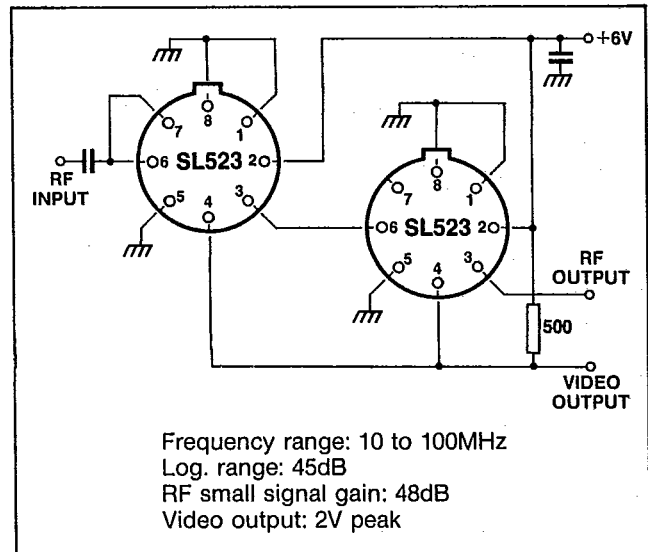 +6V
8
7
1
RF
INPUT
6 SL523 2
5
4
3
8
7
1
6 SL523 2
5
4
3
RF
OUTPUT
500
VIDEO
OUTPUT
Frequency range: 10 to 100MHz
Log. range: 45dB
RF small signal gain: 48dB
Video output: 2V peak